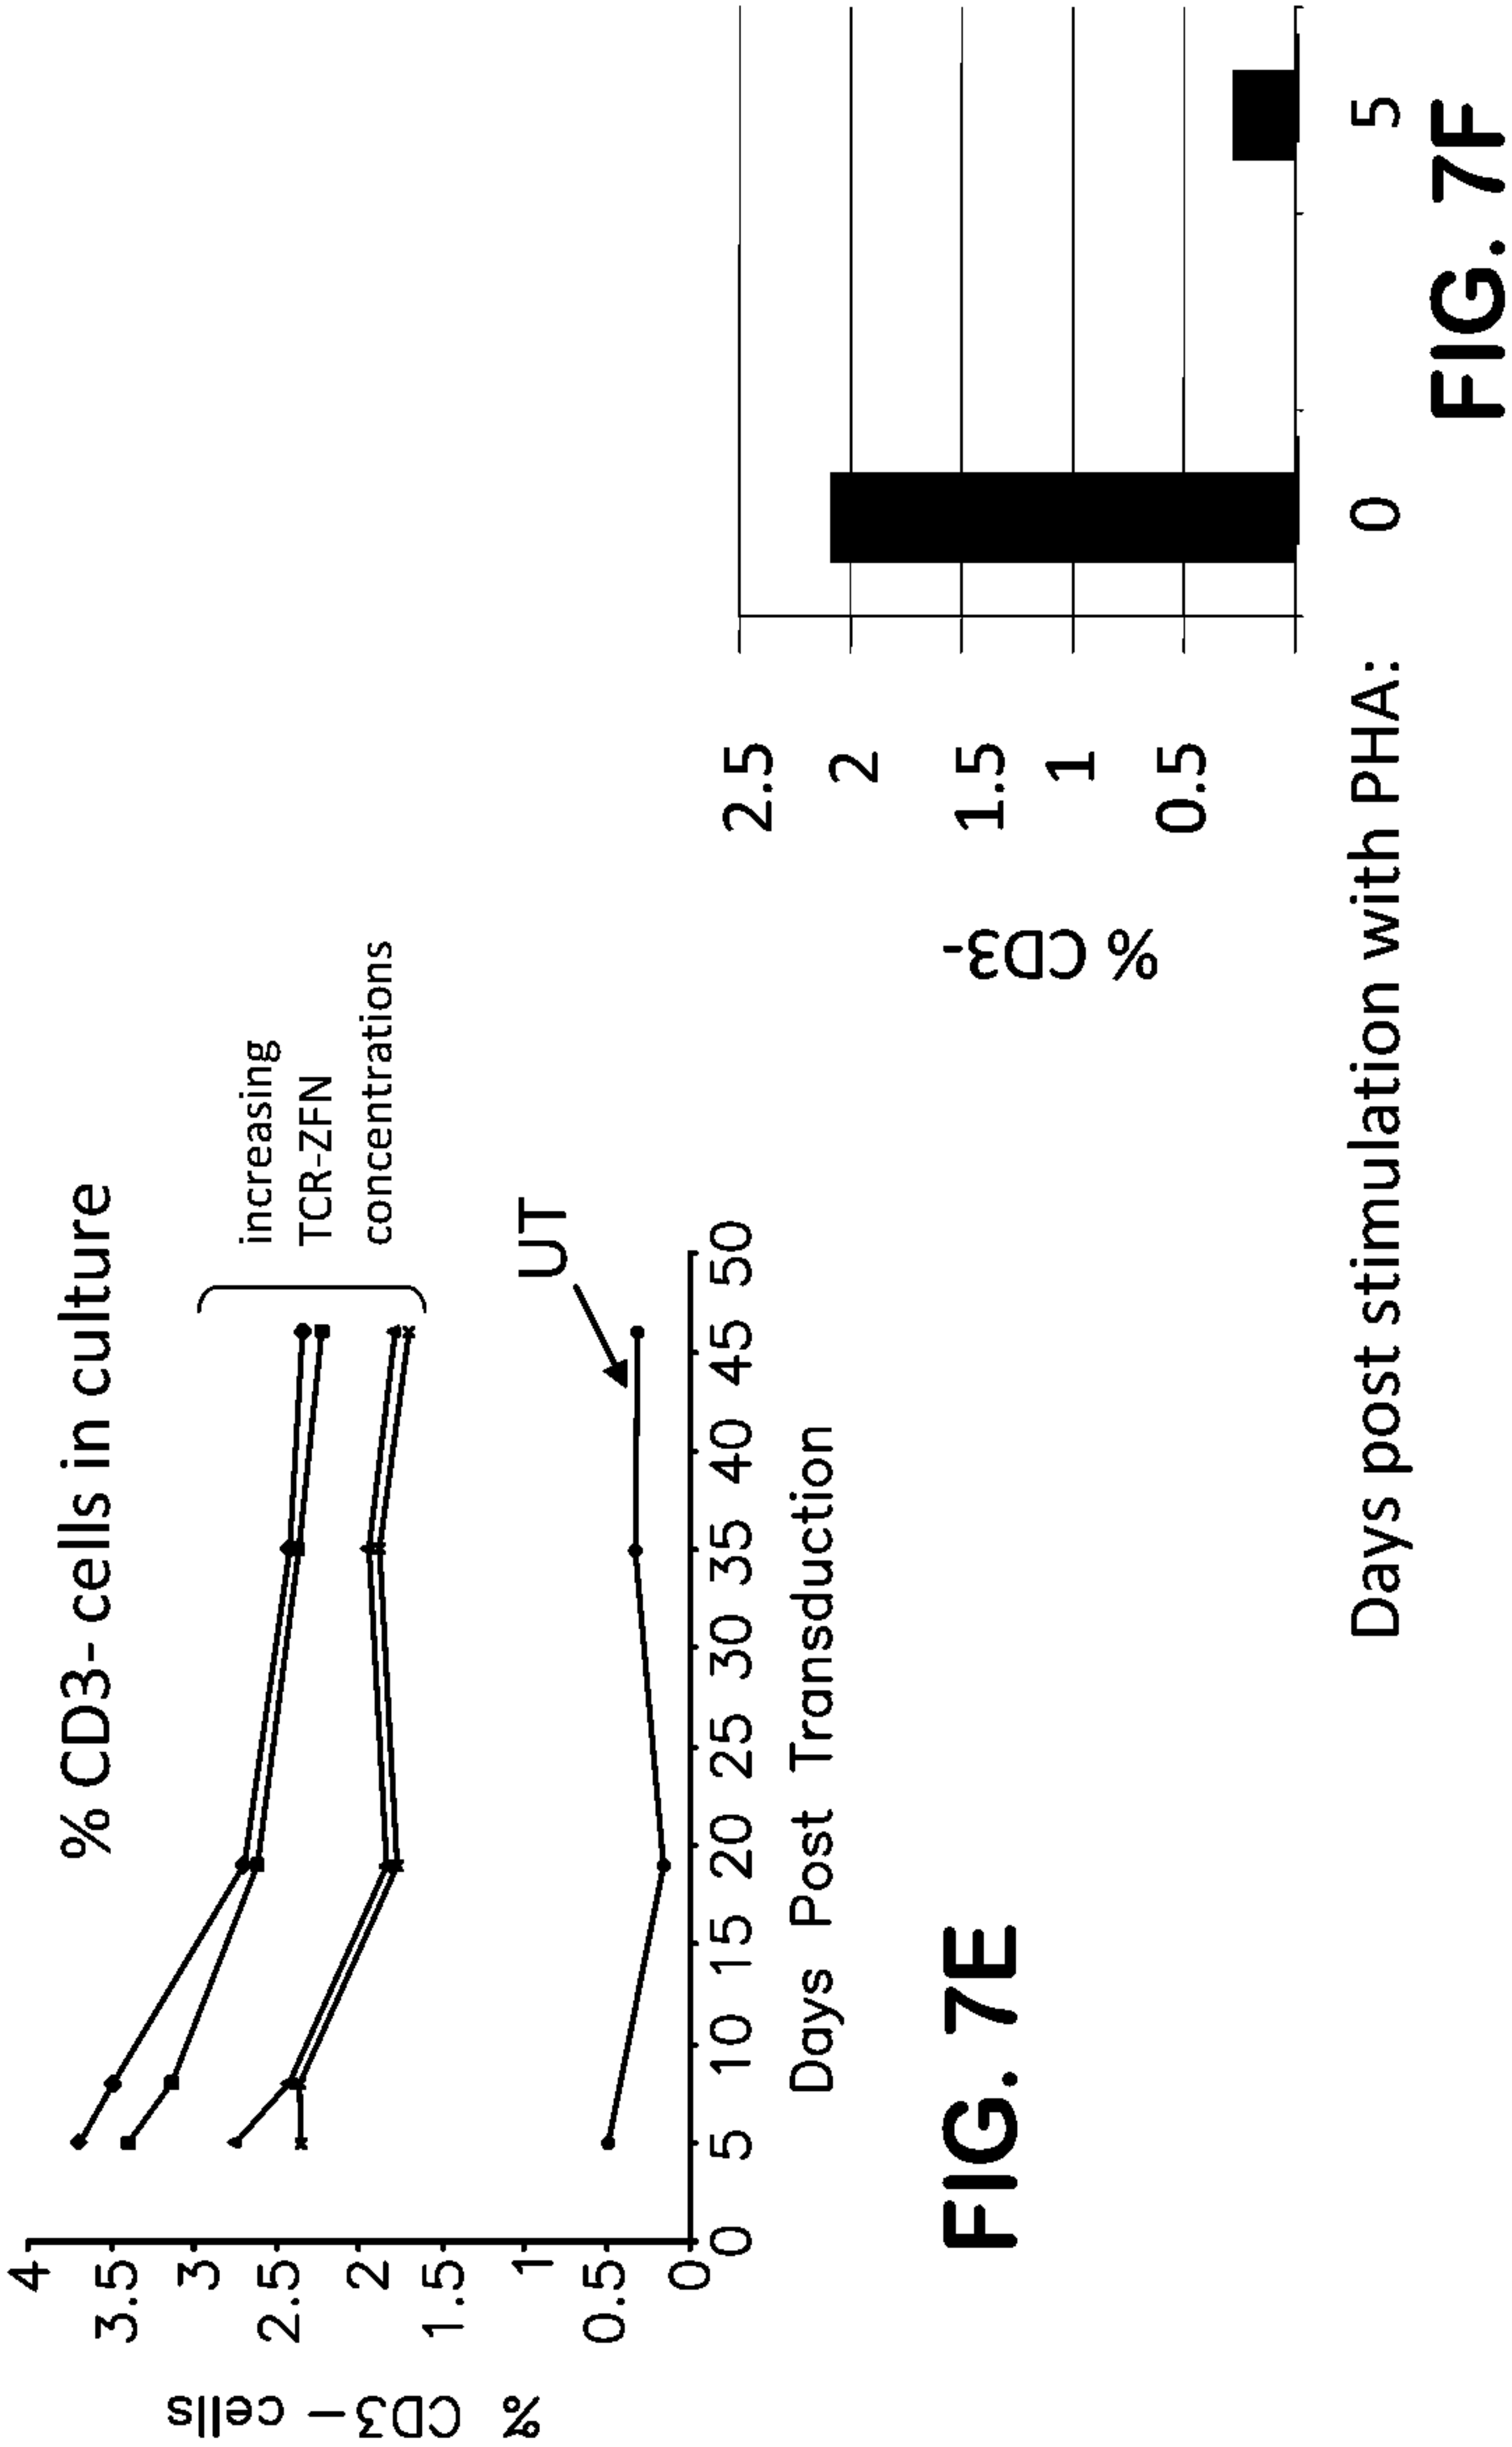 % CD3- cells in culture
% CD3– cells
4
3.5
3
2.5
2
1.5
1
0.5
0
increasing
TCR-ZFN
concentrations
UT
0 5 10 15 20 25 30 35 40 45 50
Days Post Transduction
FIG. 7E
% CD3-
2.5
2
1.5
1
0.5
Days post stimulation with PHA: 0 5
FIG. 7F